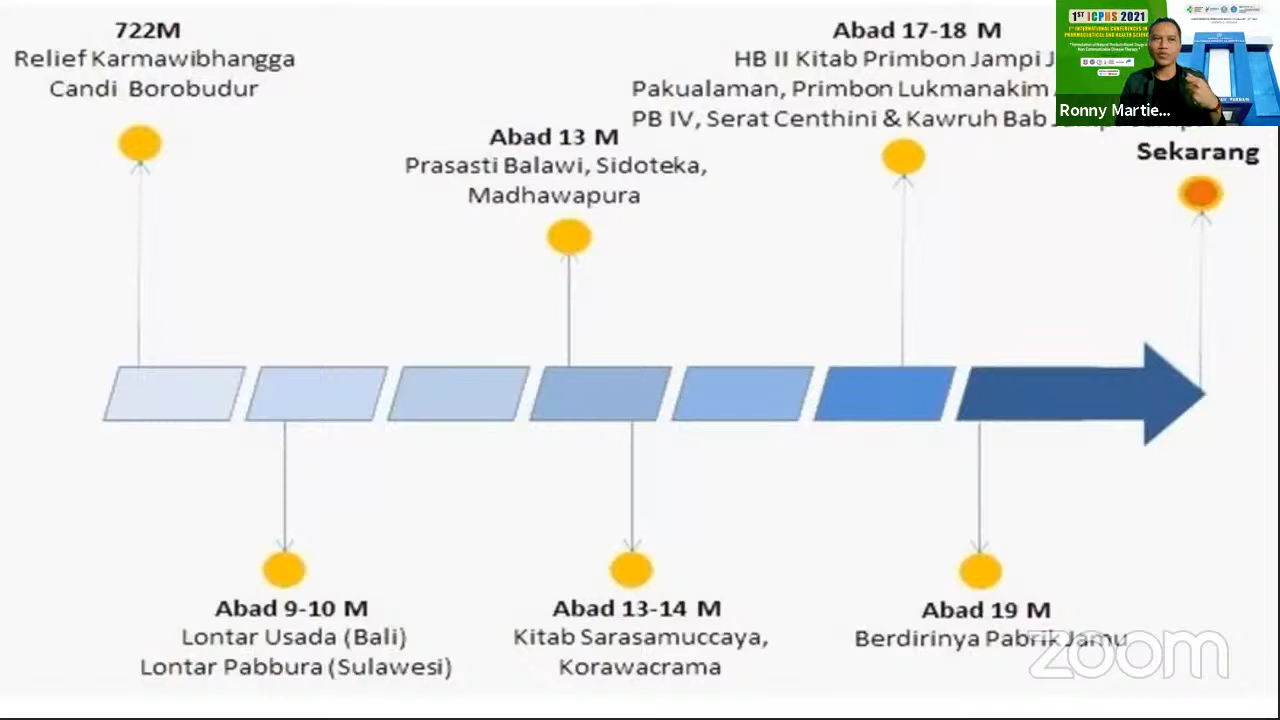 722M
Relief Karmawibhangga
Candi Borobudur
Abad 13 M
Prasasti Balawi, Sidoteka,
Madhawapura
Abad 17-18 M
HB II Kitab Primbon Jampi
Pakualaman, Primbon Lukmanakim
PB IV, Serat Centhini & Kawruh Bab
Sekarang
1ST ICPHS 2021
Ronny Martie...
Abad 9-10 M
Lontar Usada (Bali)
Lontar Pabbura (Sulawesi)
Abad 13-14 M
Kitab Sarasamuccaya,
Korawacrama
Abad 19 M
Berdirinya Pabrik Jamu
zoom